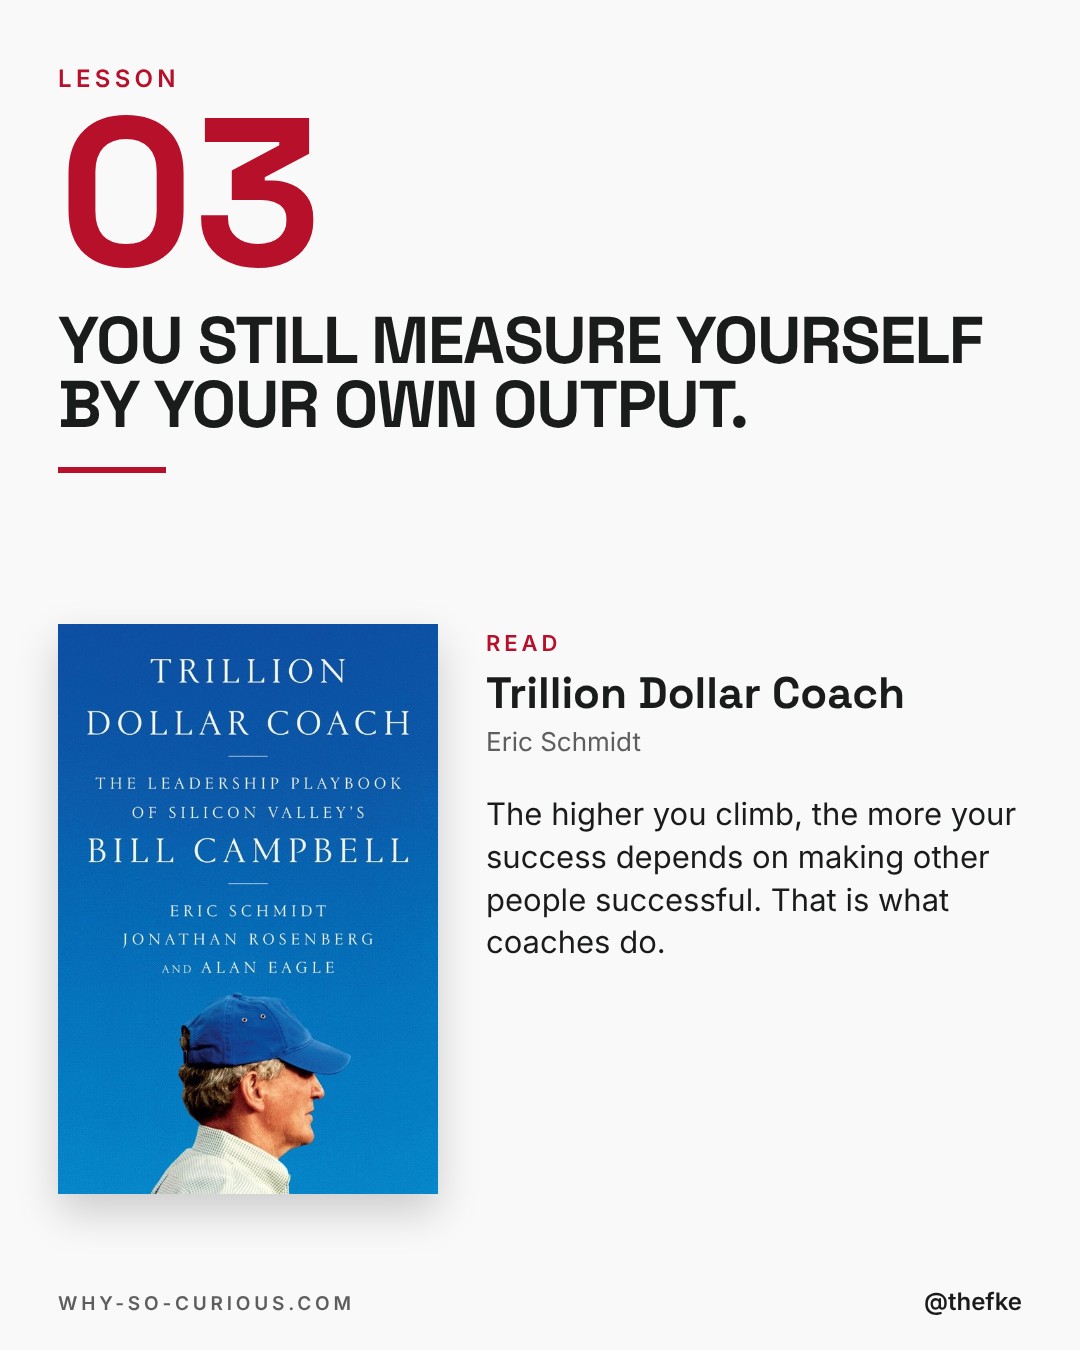 LESSON
03
YOU STILL MEASURE YOURSELF
BY YOUR OWN OUTPUT.
TRILLION
DOLLAR COACH
THE LEADERSHIP PLAYBOOK
OF SILICON VALLEY'S
BILL CAMPBELL
ERIC SCHMIDT
JONATHAN ROSENBERG
AND ALAN EAGLE
READ
Trillion Dollar Coach
Eric Schmidt
The higher you climb, the more your
success depends on making other
people successful. That is what
coaches do.
WHY-SO-CURIOUS.COM
@thefke